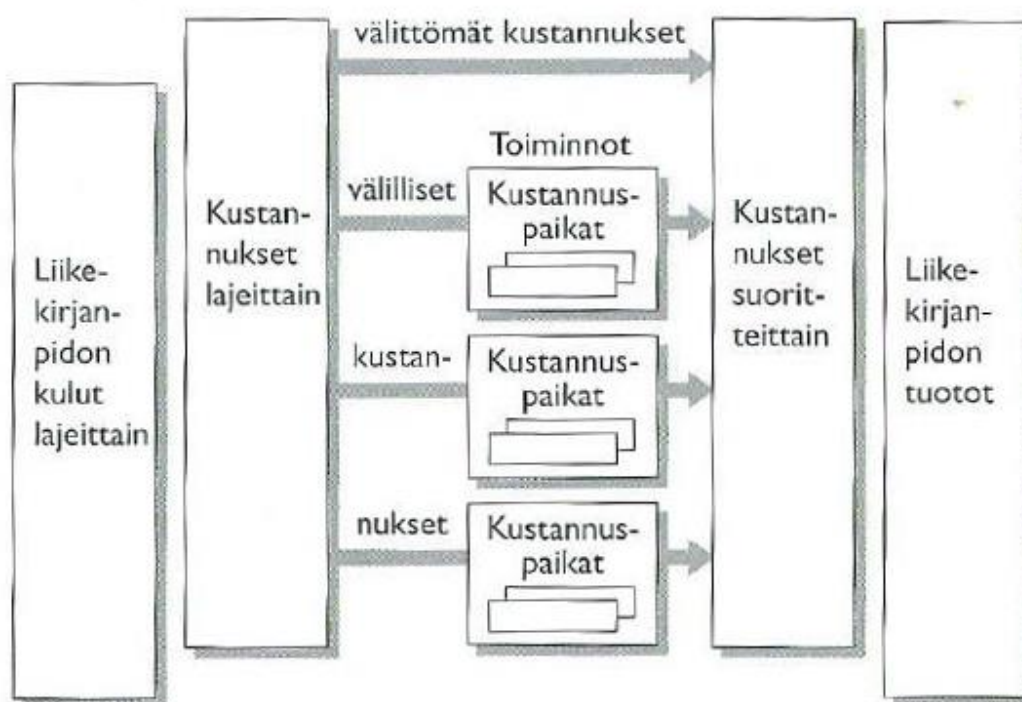 Liike-
kirjan-
pidon
kulut
lajeittain
Kustan-
nukset
lajeittain
välittömät kustannukset
Toiminnot
välilliset
Kustannus-
paikat
kustan-
Kustannus-
paikat
nukset
Kustannus-
paikat
Kustan-
nukset
suorit-
teittain
Liike-
kirjan-
pidon
tuotot